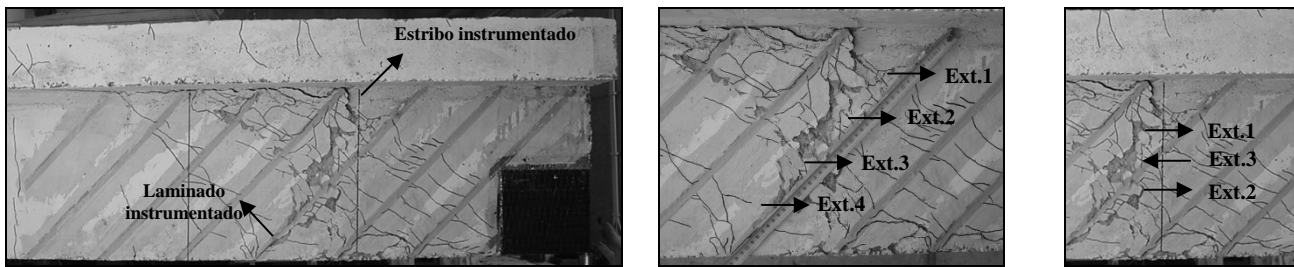 Estribo instrumentado
Laminado
instrumentado
Ext.1
Ext.2
Ext.3
Ext.4
Ext.1
Ext.3
Ext.2